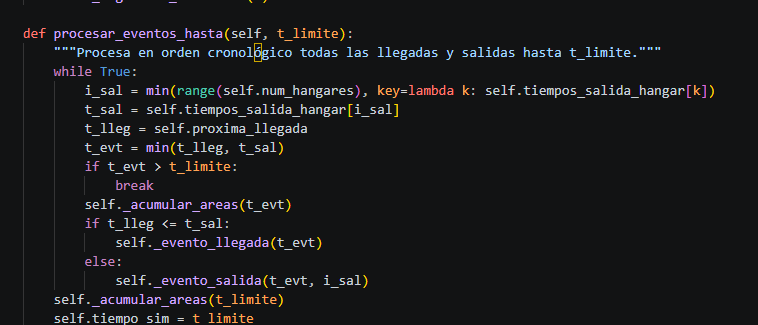 def procesar_eventos_hasta(self, t_limite):
"""Procesa en orden cronológico todas las llegadas y salidas hasta t_limite."""
while True:
i_sal = min(range(self.num_hangares), key=lambda k: self.tiempos_salida_hangar[k])
t_sal = self.tiempos_salida_hangar[i_sal]
t_lleg = self.proxima_llegada
t_evt = min(t_lleg, t_sal)
if t_evt > t_limite:
break
self._acumular_areas(t_evt)
if t_lleg <= t_sal:
self._evento_llegada(t_evt)
else:
self._evento_salida(t_evt, i_sal)
self._acumular_areas(t_limite)
self.tiempo_sim = t_limite